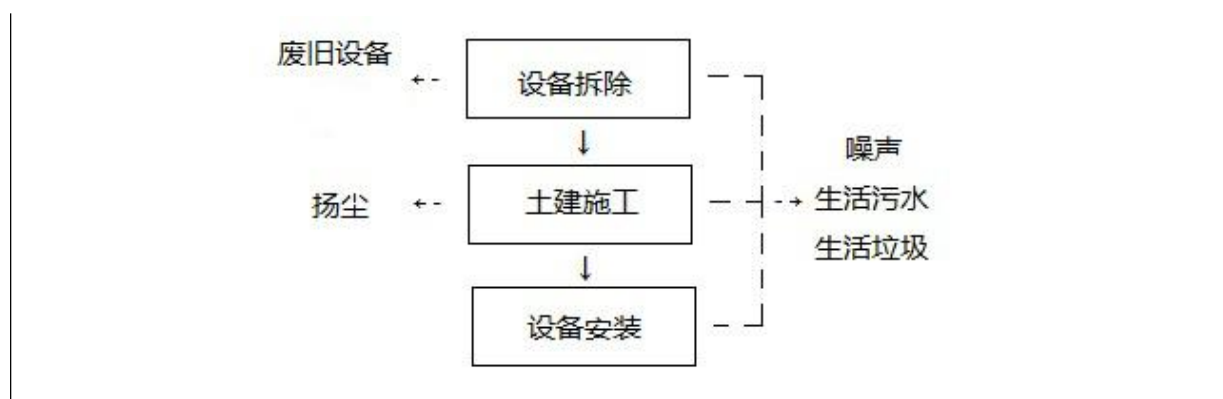 废旧设备
设备拆除
噪声
扬尘
土建施工
生活污水
生活垃圾
设备安装